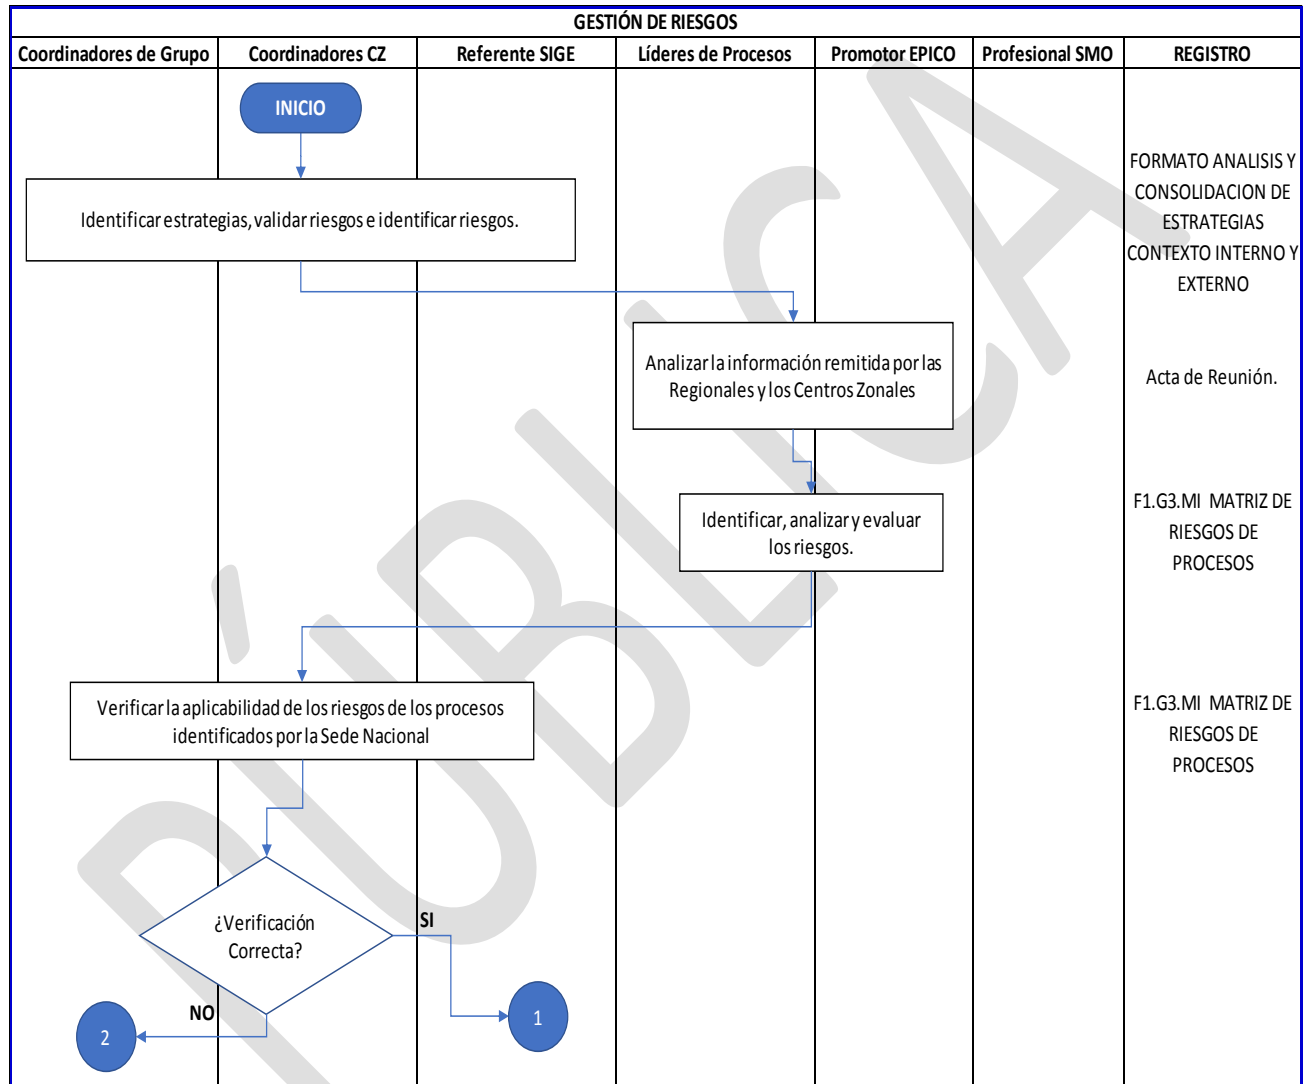 GESTIÓN DE RIESGOS
Coordinadores de Grupo
Coordinadores CZ
Referente SIGE
Líderes de Procesos
Promotor EPICO
Profesional SMO
REGISTRO
INICIO
Identificar estrategias, validar riesgos e identificar riesgos.
FORMATO ANALISIS Y
CONSOLIDACION DE
ESTRATEGIAS
CONTEXTO INTERNO Y
EXTERNO
Analizar la información remitida por las
Regionales y los Centros Zonales
Acta de Reunión.
Identificar, analizar y evaluar
los riesgos.
F1.G3.MI MATRIZ DE
RIESGOS DE
PROCESOS
Verificar la aplicabilidad de los riesgos de los procesos
identificados por la Sede Nacional
F1.G3.MI MATRIZ DE
RIESGOS DE
PROCESOS
¿Verificación
Correcta?
SI
NO
1
2
PÚBLICA